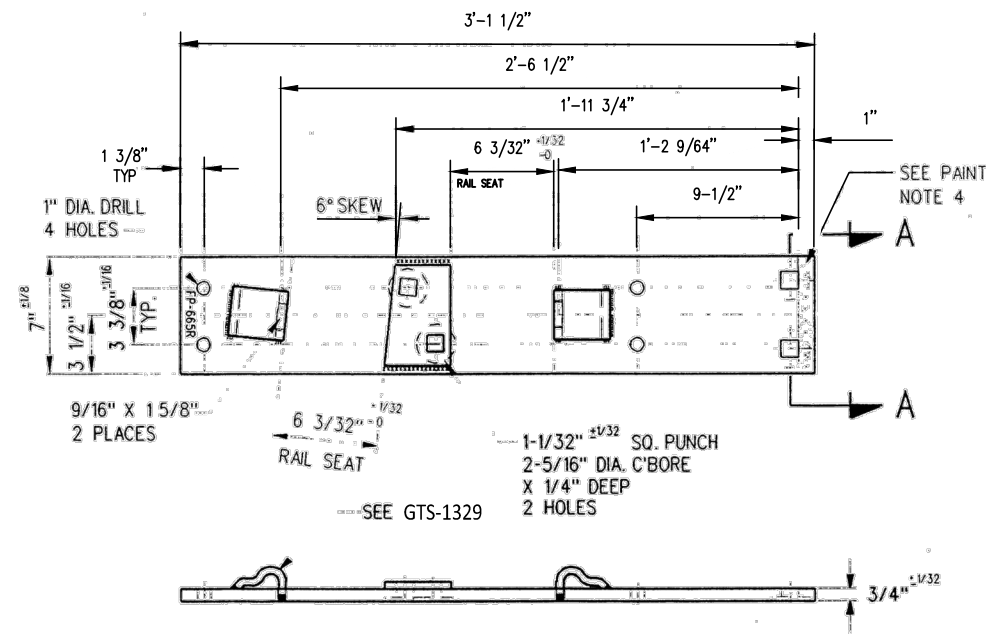 3'-1 1/2"
2'-6 1/2"
1'-11 3/4"
1"
6 3/32" +1/32 -0
1'-2 9/64"
1 3/8"
TYP
RAIL SEAT
SEE PAINT
NOTE 4
9-1/2"
6° SKEW
1" DIA. DRILL
4 HOLES
A
7" ±1/8
3 1/2" ±1/16
3 3/8" ±1/16
TYP.
FP-665R
9/16" X 1 5/8"
2 PLACES
6 3/32" +1/32 -0
RAIL SEAT
A
1-1/32" ±1/32 SQ. PUNCH
2-5/16" DIA. C'BORE
X 1/4" DEEP
2 HOLES
SEE GTS-1329
3/4" ±1/32